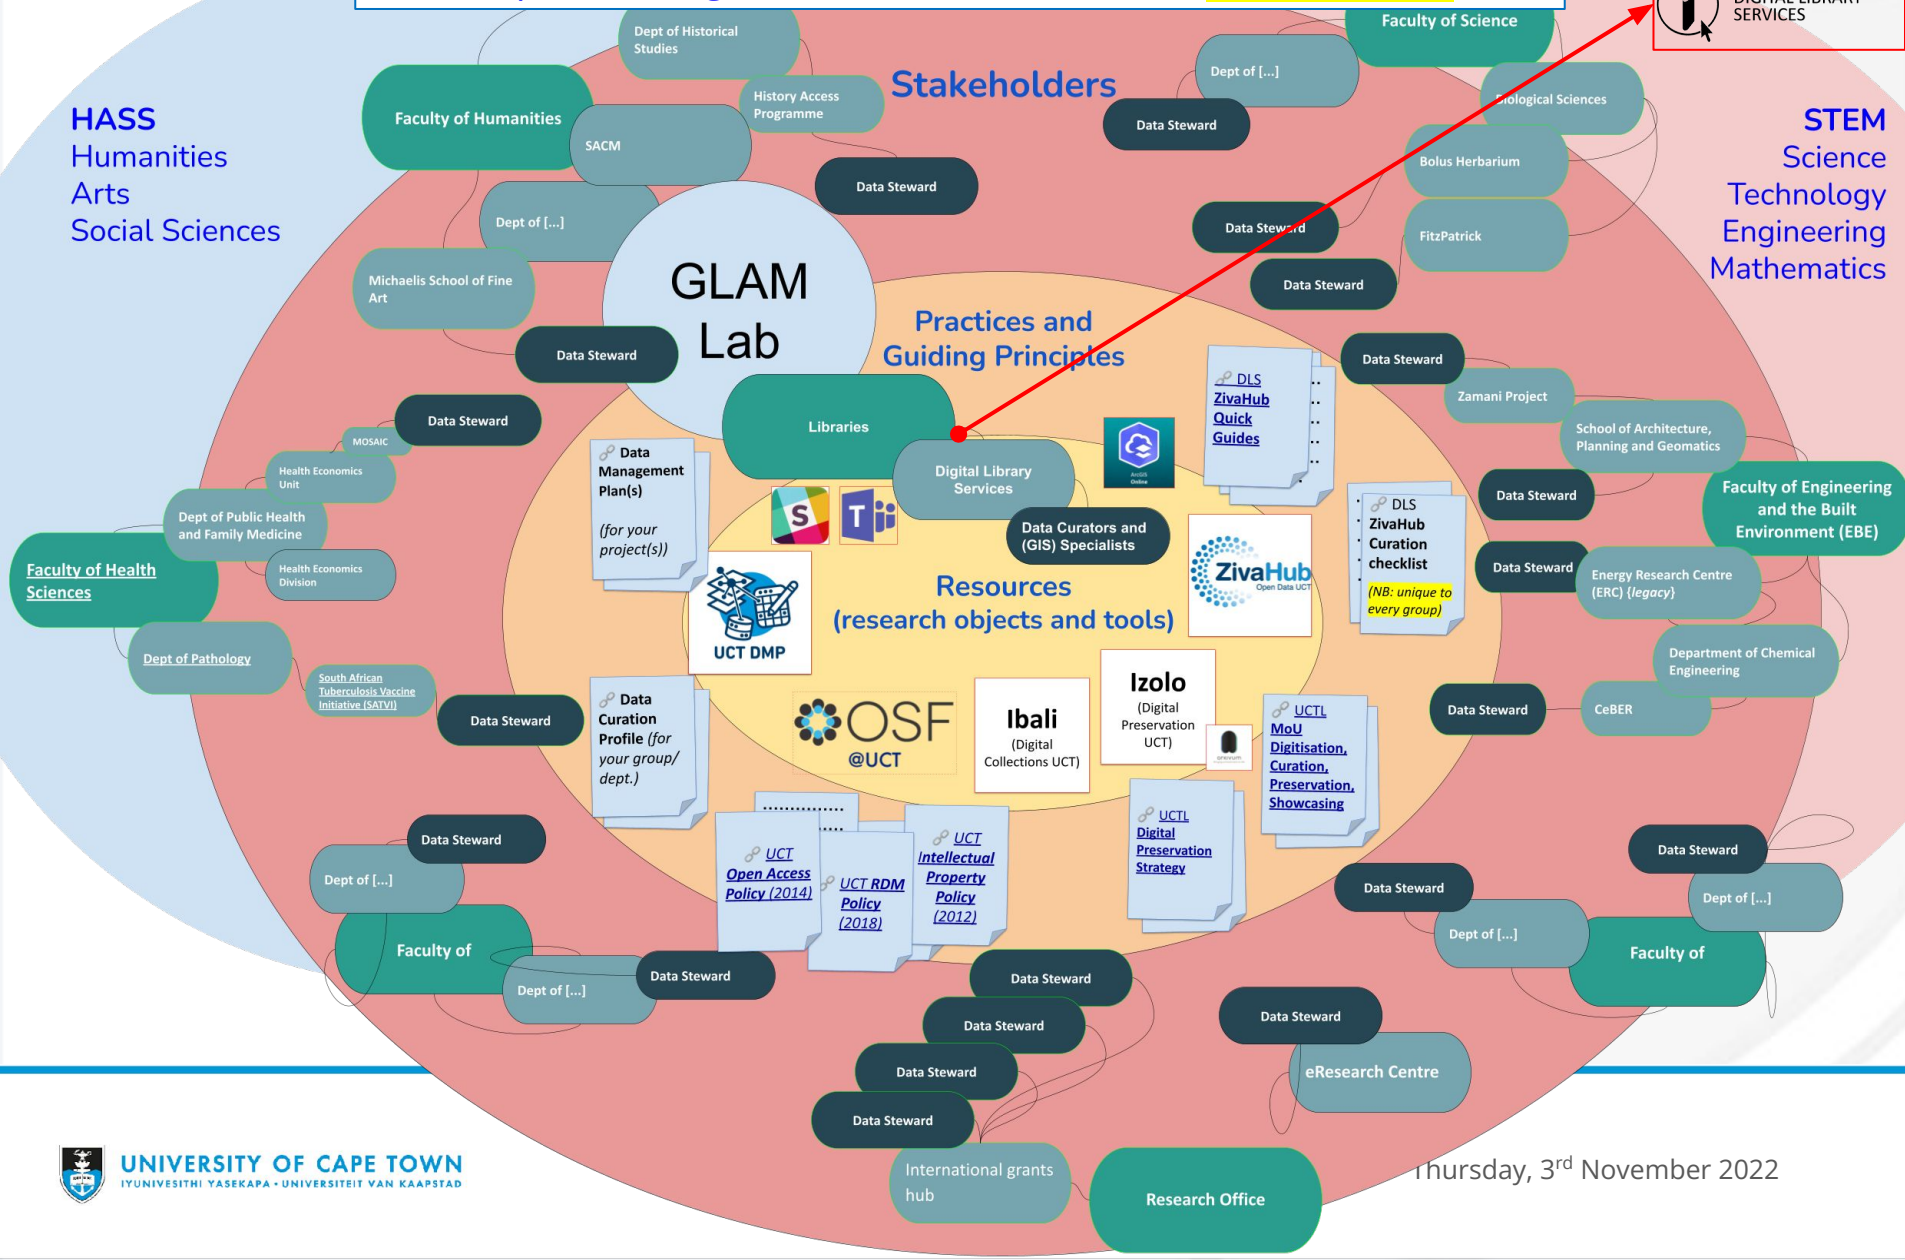 DIGITAL LIBRARY
SERVICES
Stakeholders
HASS
Humanities
Arts
Social Sciences
STEM
Science
Technology
Engineering
Mathematics
Dept of Historical
Studies
History Access
Programme
Faculty of Humanities
SACM
Data Steward
Dept of [...]
Michaelis School of Fine
Art
Data Steward
GLAM
Lab
Faculty of Science
Dept of [...]
Data Steward
Biological Sciences
Bolus Herbarium
Data Steward
FitzPatrick
Data Steward
Practices and
Guiding Principles
Libraries
Digital Library
Services
Data Curators and
(GIS) Specialists
Data Steward
MOSAIC
Health Economics
Unit
Dept of Public Health
and Family Medicine
Health Economics
Division
Faculty of Health
Sciences
Dept of Pathology
South African
Tuberculosis Vaccine
Initiative (SATVI)
Data Steward
Data
Management
Plan(s)
(for your
project(s))
S
T
ArcGIS
Online
DLS
ZivaHub
Quick
Guides
DLS
ZivaHub
Curation
checklist
(NB: unique to
every group)
Data Steward
Zamani Project
School of Architecture,
Planning and Geomatics
Data Steward
Faculty of Engineering
and the Built
Environment (EBE)
Data Steward
Energy Research Centre
(ERC) {legacy}
Department of Chemical
Engineering
Data Steward
CeBER
Resources
(research objects and tools)
UCT DMP
ZivaHub
Open Data UCT
OSF
@UCT
Ibali
(Digital
Collections UCT)
Izolo
(Digital
Preservation
UCT)
Data
Curation
Profile (for
your group/
dept.)
UCTL
MoU
Digitisation,
Curation,
Preservation,
Showcasing
UCTL
Digital
Preservation
Strategy
UCT
Open Access
Policy (2014)
UCT RDM
Policy
(2018)
UCT
Intellectual
Property
Policy
(2012)
Data Steward
Dept of [...]
Faculty of
Dept of [...]
Data Steward
Data Steward
Data Steward
Data Steward
Data Steward
International grants
hub
Research Office
Data Steward
eResearch Centre
Data Steward
Dept of [...]
Data Steward
Dept of [...]
Faculty of
UNIVERSITY OF CAPE TOWN
IYUNIVESITHI YASEKAPA • UNIVERSITEIT VAN KAAPSTAD
Thursday, 3rd November 2022